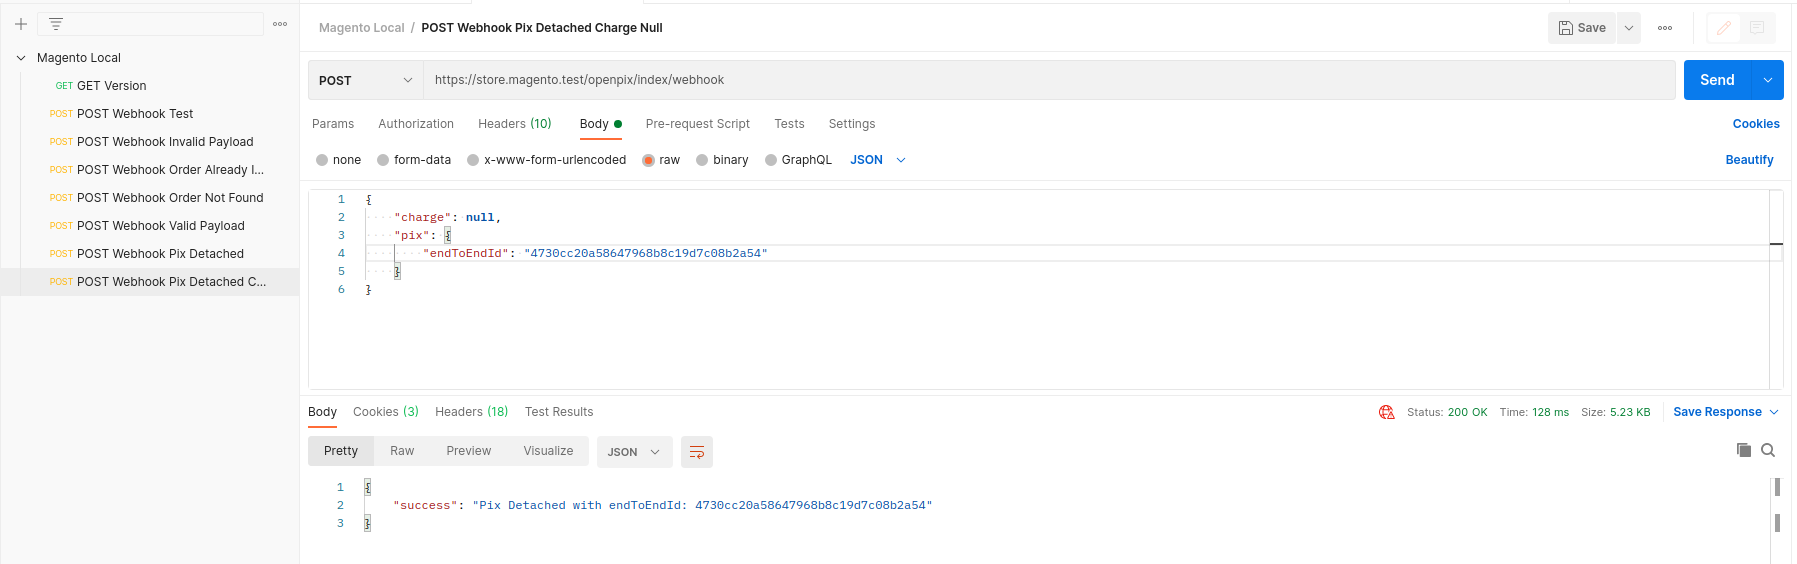 Magento Local
GET GET Version
POST POST Webhook Test
POST POST Webhook Invalid Payload
POST POST Webhook Order Already I...
POST POST Webhook Order Not Found
POST POST Webhook Valid Payload
POST POST Webhook Pix Detached
POST POST Webhook Pix Detached C...
Magento Local / POST Webhook Pix Detached Charge Null
Save
POST https://store.magento.test/openpix/index/webhook
Send
Params Authorization Headers (10) Body Pre-request Script Tests Settings Cookies
none form-data x-www-form-urlencoded raw binary GraphQL JSON Beautify
1 {
2 "charge": null,
3 "pix": {
4 "endToEndId": "4730cc20a58647968b8c19d7c08b2a54"
5 }
6 }
Body Cookies (3) Headers (18) Test Results Status: 200 OK Time: 128 ms Size: 5.23 KB Save Response
Pretty Raw Preview Visualize JSON
1 {
2 "success": "Pix Detached with endToEndId: 4730cc20a58647968b8c19d7c08b2a54"
3 }